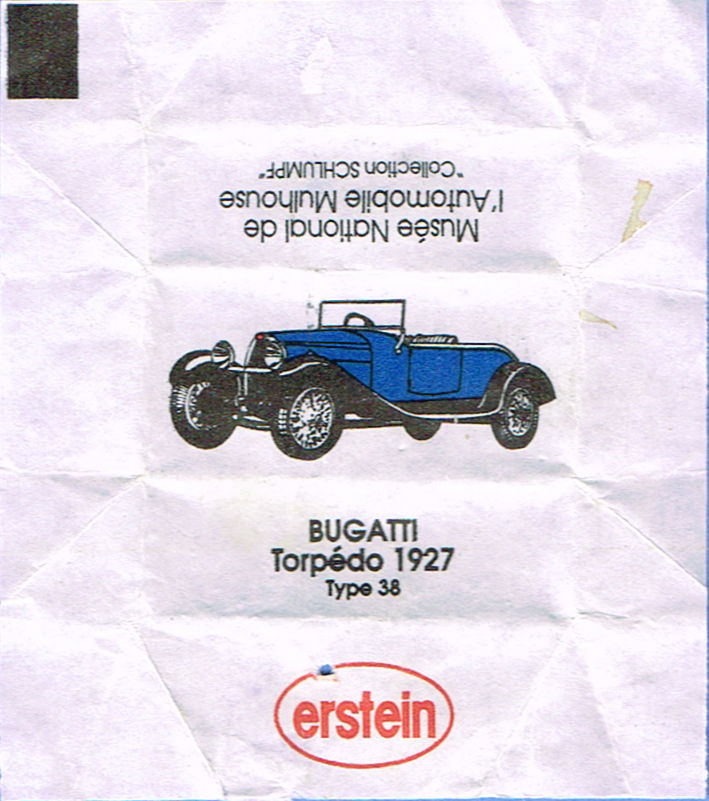 Musée National de
l'Automobile Mulhouse
"Collection SCHLUMPF"
BUGATTI
Torpédo 1927
Type 38
erstein